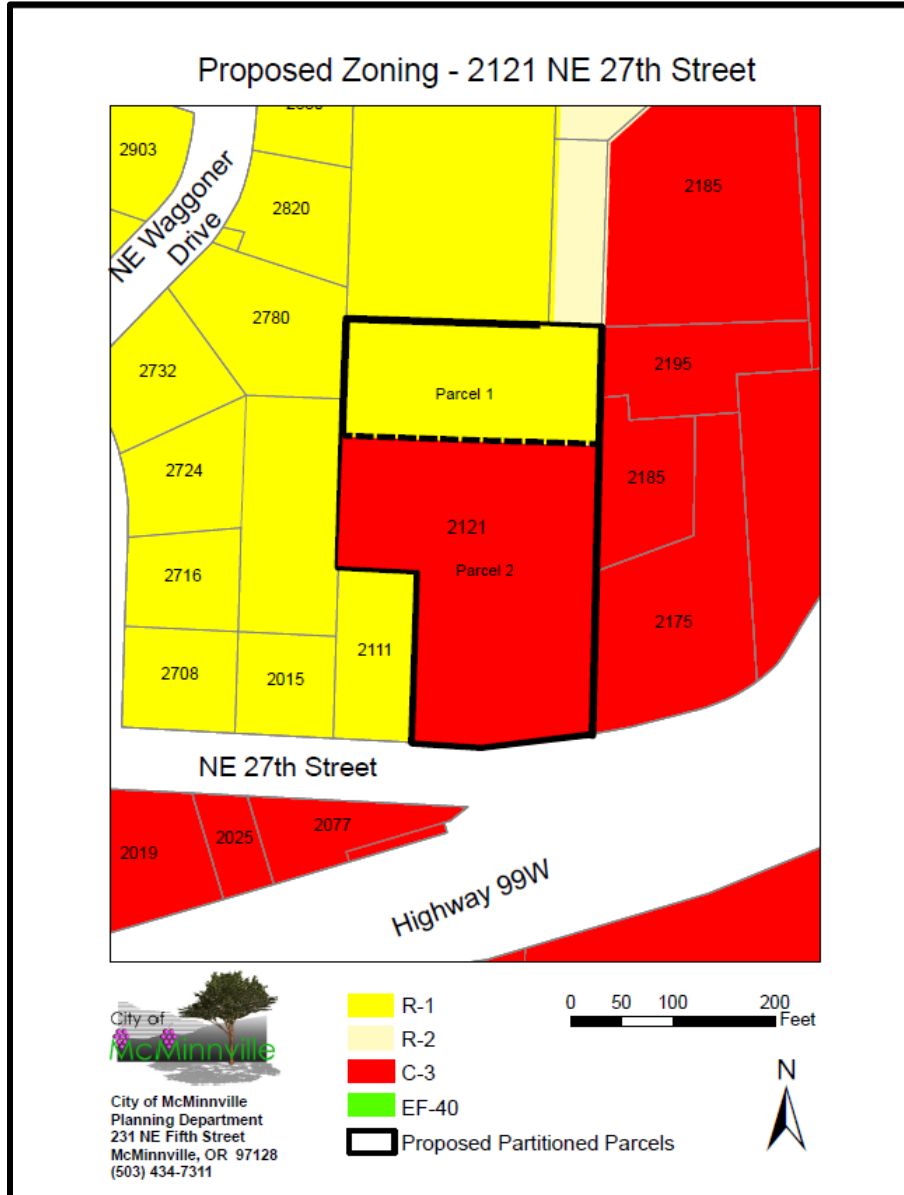 Proposed Zoning - 2121 NE 27th Street
2903
NE Waggoner
Drive
2820
2185
2780
2732
2195
Parcel 1
2724
2185
2121
Parcel 2
2716
2175
2111
2708
2015
NE 27th Street
2019
2025
2077
Highway 99W
City of
McMinnville
City of McMinnville
Planning Department
231 NE Fifth Street
McMinnville, OR 97128
(503) 434-7311
R-1
R-2
C-3
EF-40
Proposed Partitioned Parcels
0 50 100 200
Feet
N